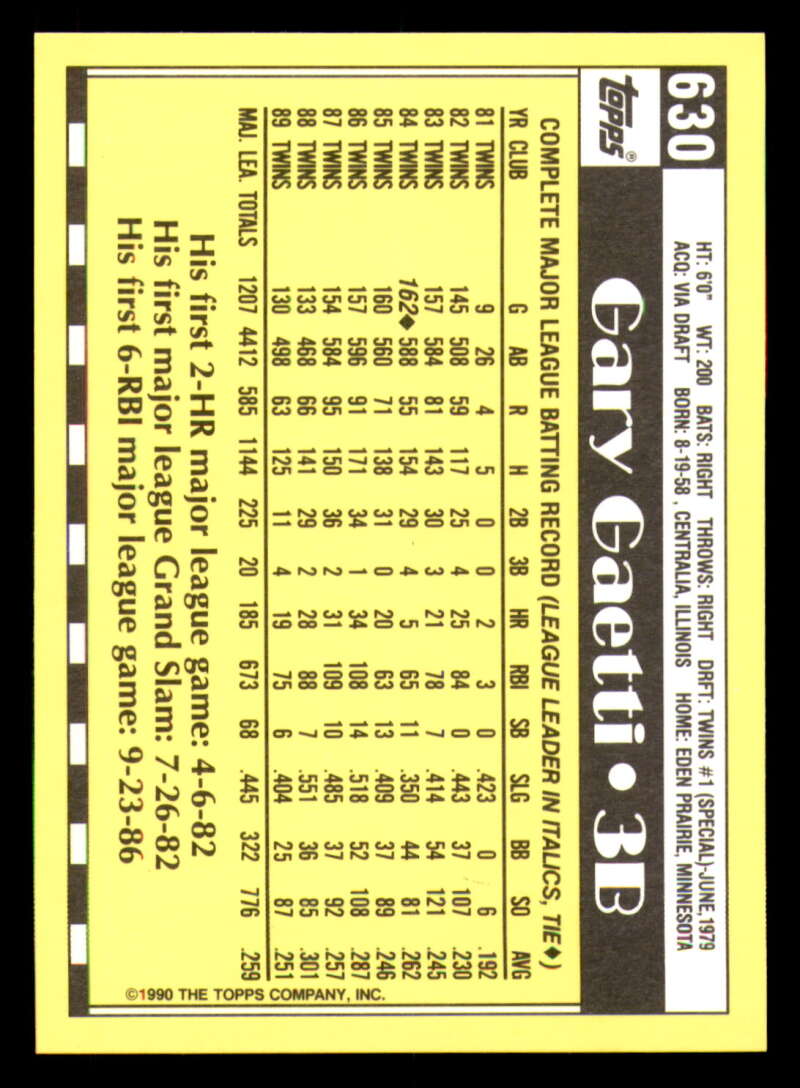 630
topps®
HT: 6'0" WT: 200 BATS: RIGHT THROWS: RIGHT DRFT: TWINS #1 (SPECIAL)-JUNE, 1979
ACQ: VIA DRAFT BORN: 8-19-58 , CENTRALIA, ILLINOIS HOME: EDEN PRAIRIE, MINNESOTA
Gary Gaetti • 3B
COMPLETE MAJOR LEAGUE BATTING RECORD (LEAGUE LEADER IN ITALICS, TIE♦)
YR CLUB G AB R H 2B 3B HR RBI SB SLG BB SO AVG
81 TWINS 9 26 4 5 0 0 2 3 0 .423 0 6 .192
82 TWINS 145 508 59 117 25 4 25 84 0 .443 37 107 .230
83 TWINS 157 584 81 143 30 3 21 78 7 .414 54 121 .245
84 TWINS 162♦ 588 55 154 29 4 5 65 11 .350 44 81 .262
85 TWINS 160 560 71 138 31 0 20 63 13 .409 37 89 .246
86 TWINS 157 596 91 171 34 1 34 108 14 .518 52 108 .287
87 TWINS 154 584 95 150 36 2 31 109 10 .485 37 92 .257
88 TWINS 133 468 66 141 29 2 28 88 7 .551 36 85 .301
89 TWINS 130 498 63 125 11 4 19 75 6 .404 25 87 .251
MAJ. LEA. TOTALS 1207 4412 585 1144 225 20 185 673 68 .445 322 776 .259
His first 2-HR major league game: 4-6-82
His first major league Grand Slam: 7-26-82
His first 6-RBI major league game: 9-23-86
©1990 THE TOPPS COMPANY, INC.